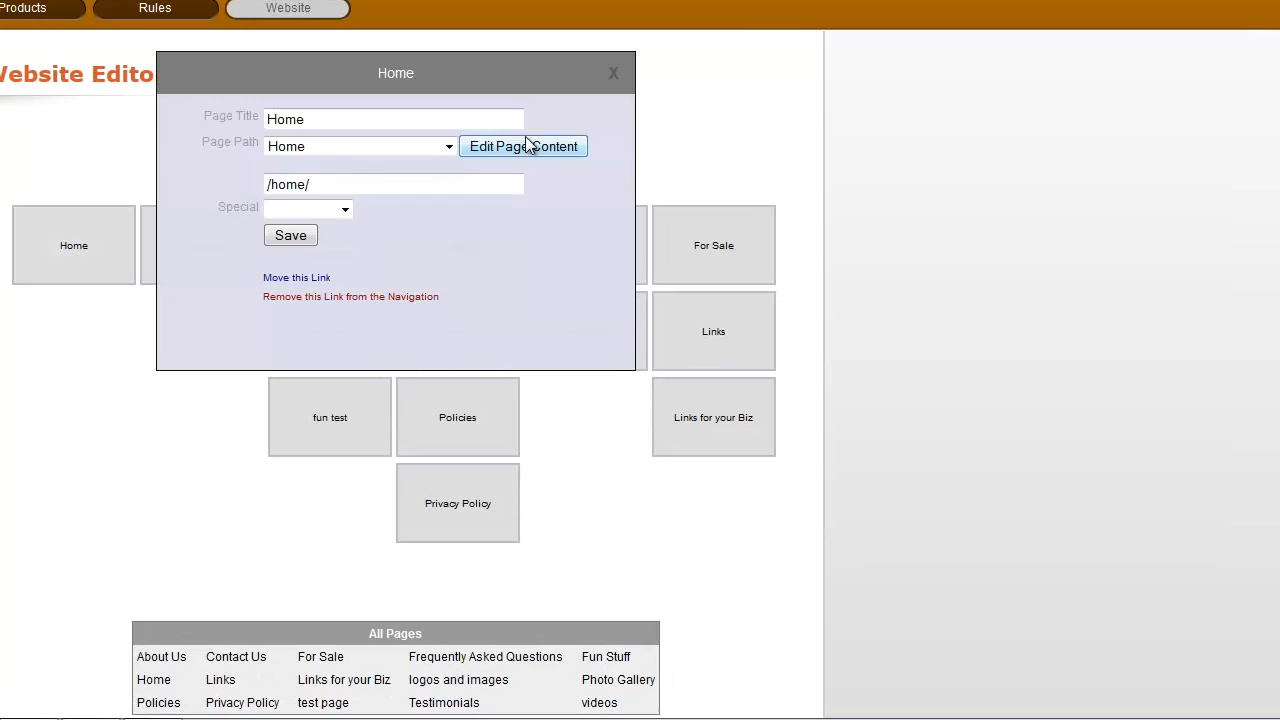 Products Rules Website
Website Edito
Home X
Page Title Home
Page Path Home Edit Page Content
/home/
Special
Save
Move this Link
Remove this Link from the Navigation
Home For Sale
Links
fun test Policies Links for your Biz
Privacy Policy
All Pages
About Us Contact Us For Sale Frequently Asked Questions Fun Stuff
Home Links Links for your Biz logos and images Photo Gallery
Policies Privacy Policy test page Testimonials videos